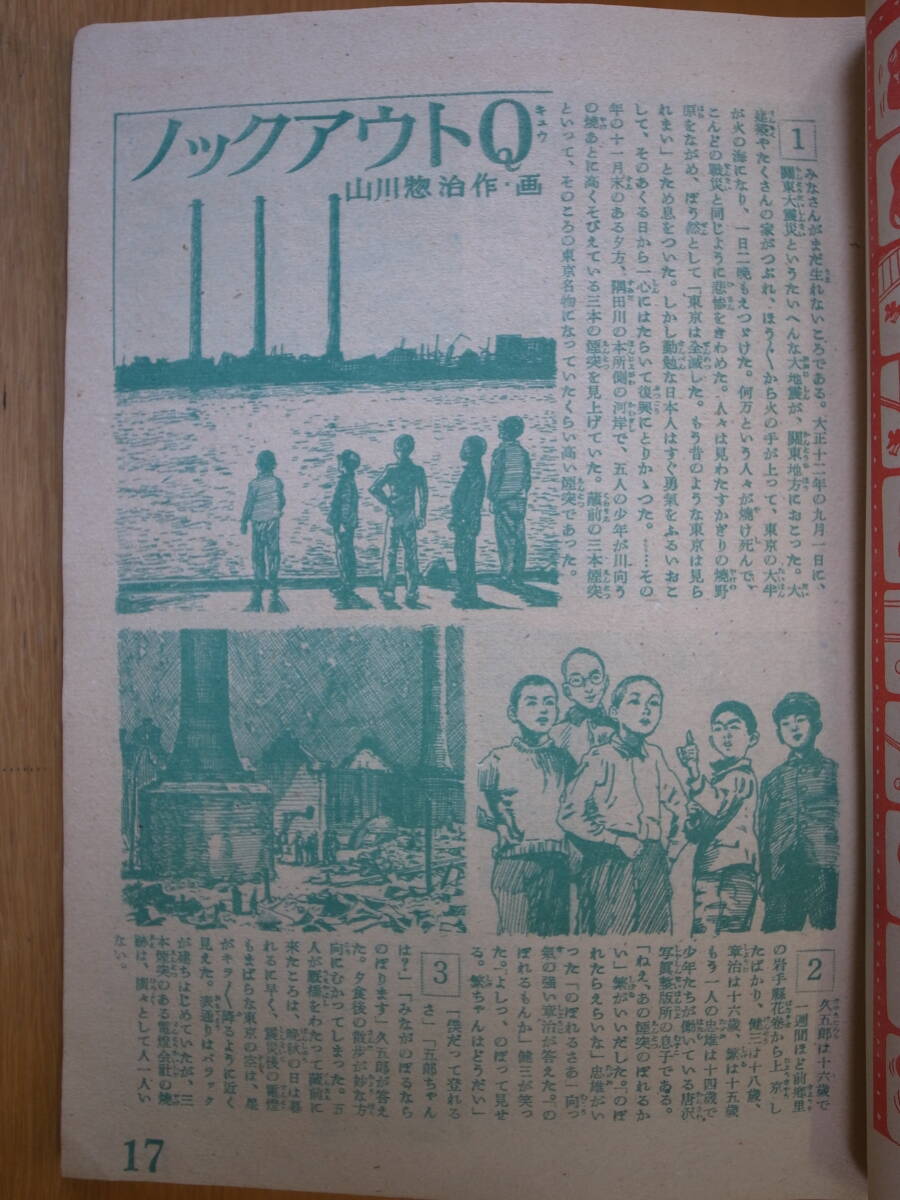 ノックアウトQ
キュウ
山川惣治作・画
1
みなさんがまだ生れないころである。大正十二年の九月一日に、
關東大震災というたいへんな大地震が、關東地方におこった。大
建築やたくさんの家がつぶれ、ほう〲から火の手が上って、東京の大半
が火の海になり、一日二晩もえつゞけた。何万という人々が燒け死んで、
こんどの戰災と同じように悲慘をきわめた。人々は見わたすかぎりの燒野
原をながめ、ぼう然として「東京は全滅した。もう昔のような東京は見ら
れまい」とため息をついた。しかし勤勉な日本人はすぐ勇氣をふるいおこ
して、そのあくる日から一心にはたらいて復興にとりかゝつた。……その
年の十一月末のある夕方、隅田川の本所側の河岸で、五人の少年が川向う
の燒あとに高くそびえている三本の煙突を見上げていた。藏前の三本煙突
といって、そのころの東京名物になっていたくらい高い煙突であった。
2
久五郎は十六歳で
一週間ほど前鄕里
の岩手縣花巻から上京し
たばかり、健三は十八歳、
章治は十六歳、繁は十五歳
もう一人の忠雄は十四歳で
少年たちが働いている唐沢
写眞製版所の息子である。
「ねえ、あの煙突のぼれるか
い」繁がいいだした。「のぼ
れたらえらいな」忠雄がい
った「のぼれるさあ」向っ
氣の強い章治が答えた。「の
ぼれるもんか」健三が笑っ
た。「よしっ、のぼって見せ
る。繁ちゃんはどうだい」
3
「僕だって登れる
さ」「五郎ちゃん
は?」「みながのぼるなら
のぼります」久五郎が答え
た。夕食後の散歩が妙な方
向にむかってしまった。五
人が厩橋をわたって藏前に
來たころは、晩秋の日は暮
れるに早く、震災後の電燈
もまばらな東京の空は、星
がキラ〱降るように近く
見えた。表通りはバラック
が建ちはじめていたが、三
本煙突のある電燈会社の燒
跡は、廣々として人一人い
ない。
17